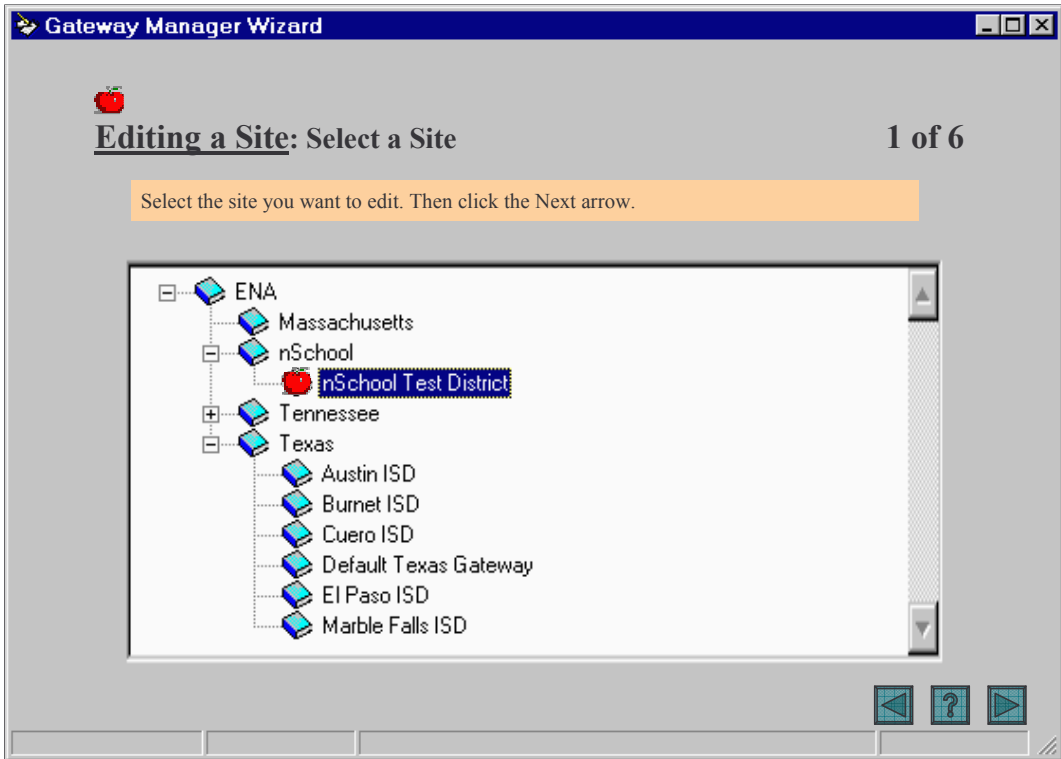 Gateway Manager Wizard
Editing a Site: Select a Site 1 of 6
Select the site you want to edit. Then click the Next arrow.
ENA
Massachusetts
nSchool
nSchool Test District
Tennessee
Texas
Austin ISD
Burnet ISD
Cuero ISD
Default Texas Gateway
El Paso ISD
Marble Falls ISD
?